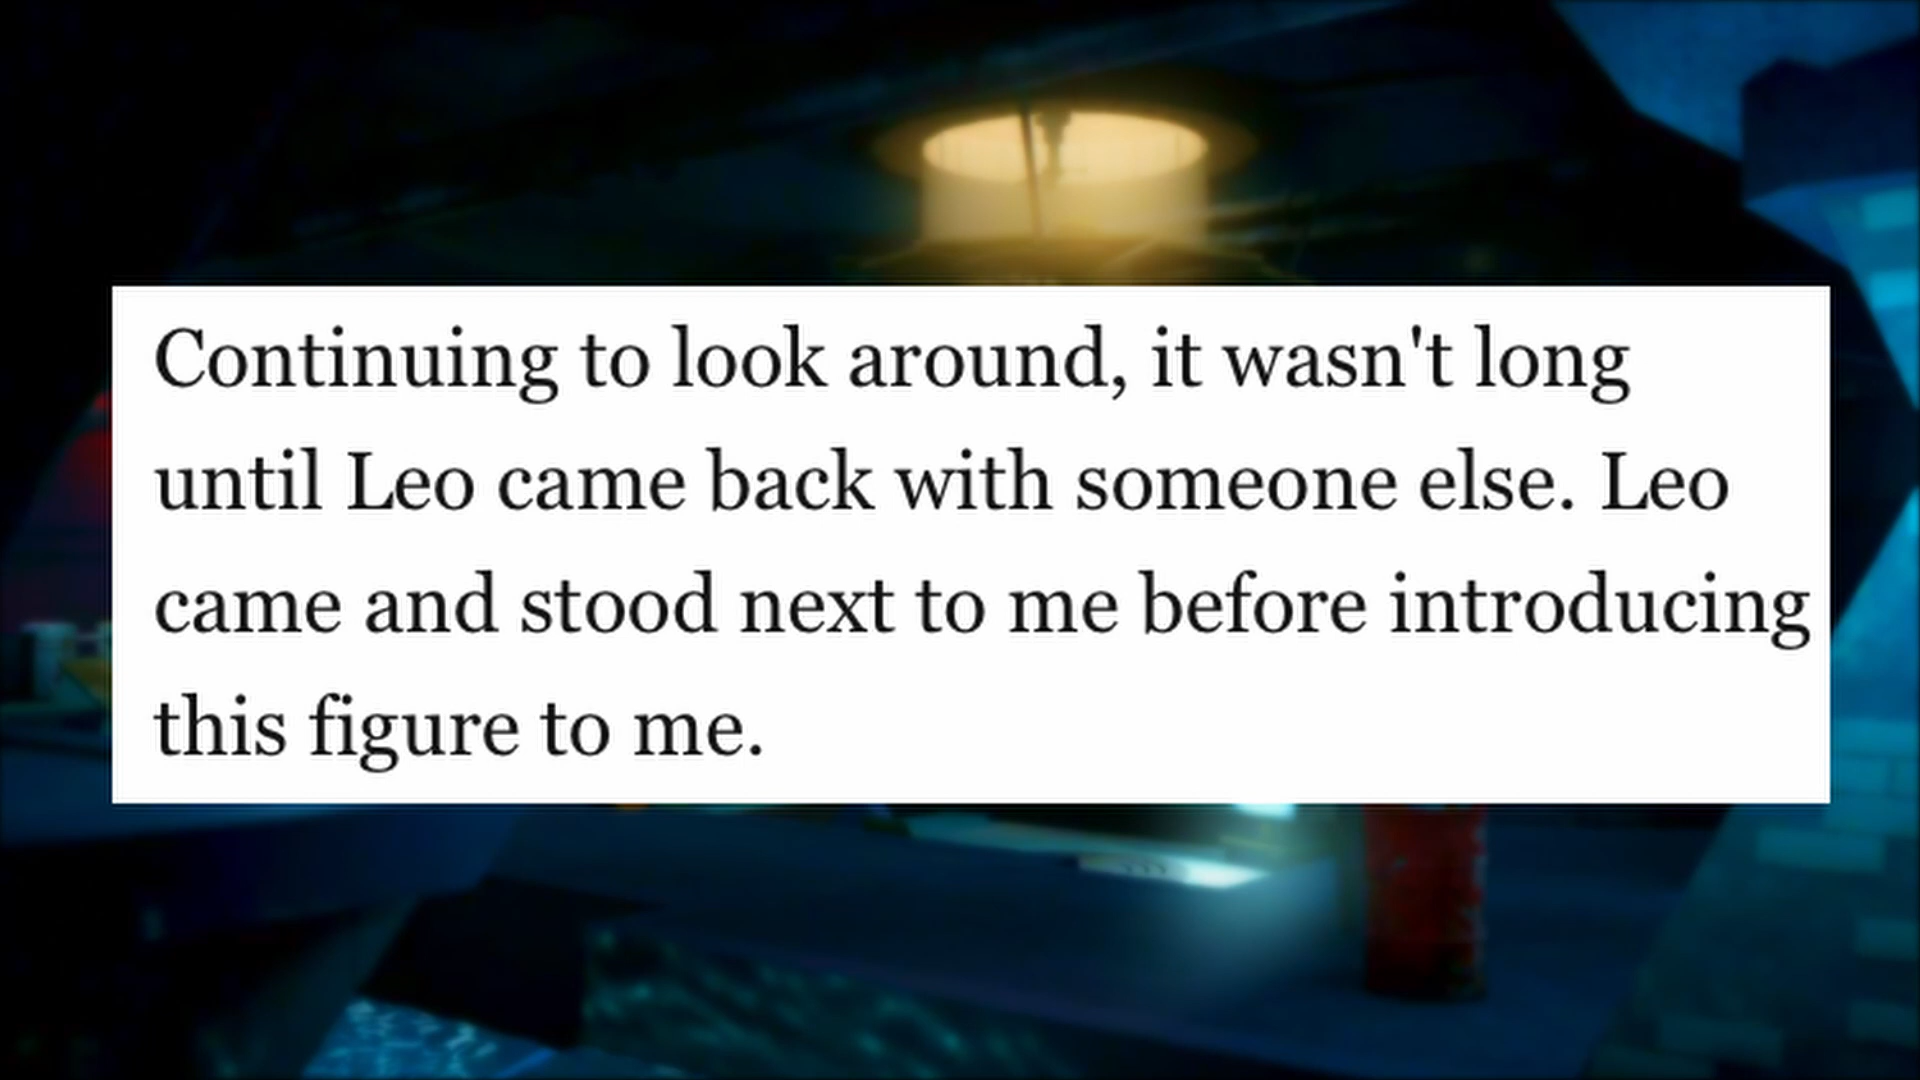 Continuing to look around, it wasn't long
until Leo came back with someone else. Leo
came and stood next to me before introducing
this figure to me.